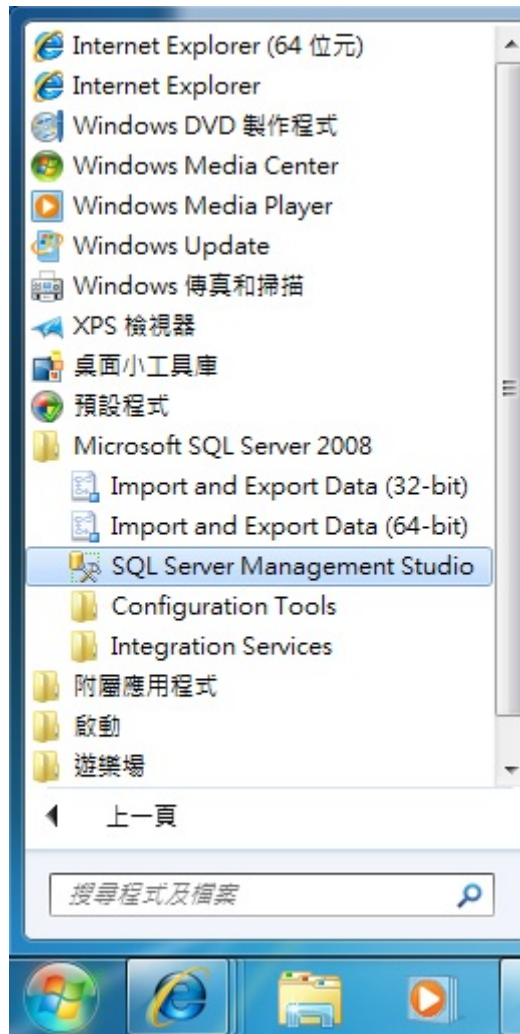 Internet Explorer (64 位元)
Internet Explorer
Windows DVD 製作程式
Windows Media Center
Windows Media Player
Windows Update
Windows 傳真和掃描
XPS 檢視器
桌面小工具庫
預設程式
Microsoft SQL Server 2008
Import and Export Data (32-bit)
Import and Export Data (64-bit)
SQL Server Management Studio
Configuration Tools
Integration Services
附屬應用程式
啟動
遊樂場
上一頁
搜尋程式及檔案